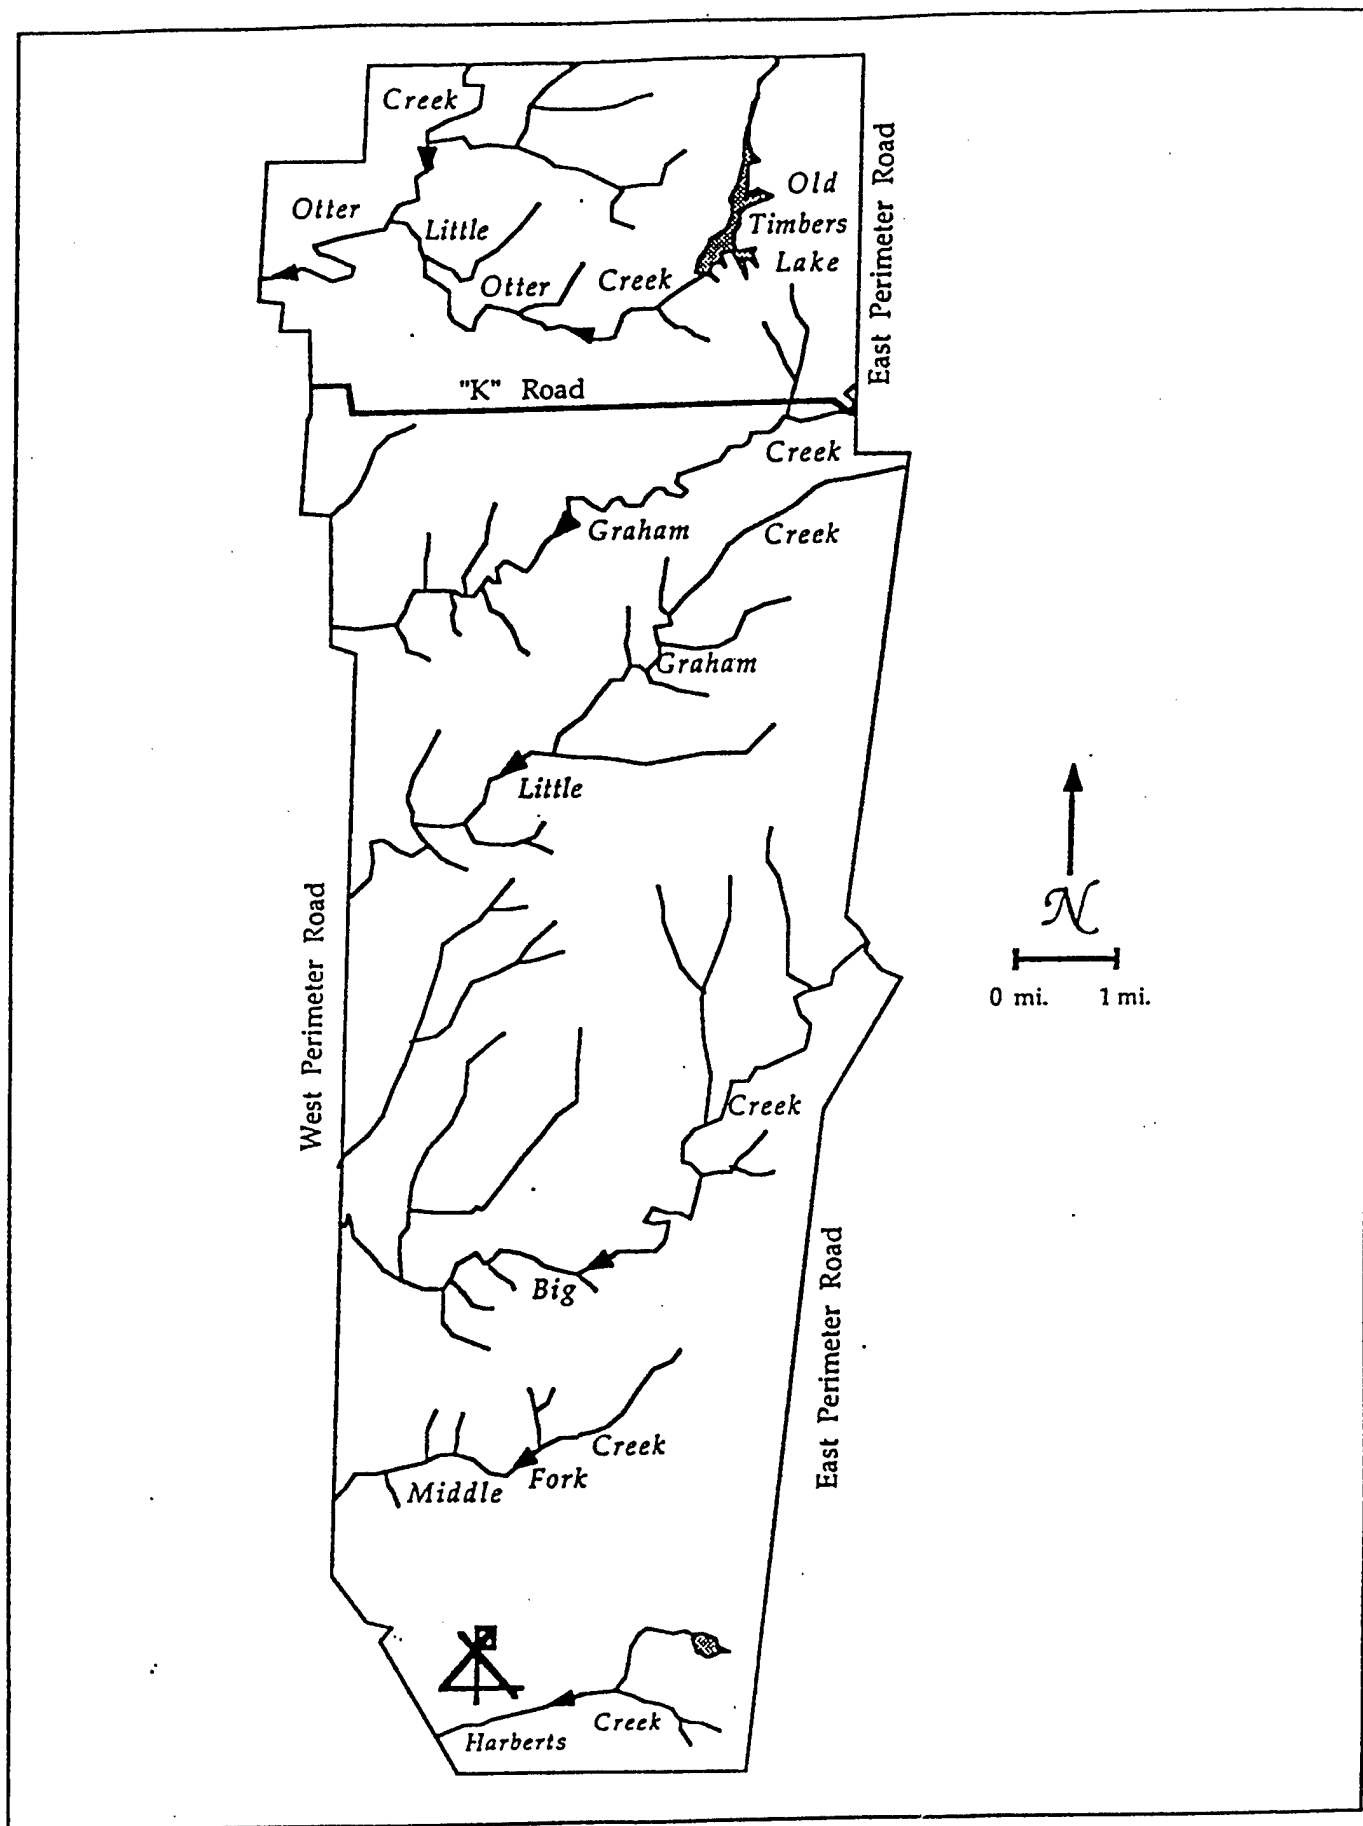 Creek
East Perimeter Road
Old
Otter
Timbers
Little
Lake
Otter
Creek
"K" Road
Creek
Graham
Creek
Graham
Little
West Perimeter Road
N
0 mi.
1 mi.
Creek
Big
East Perimeter Road
Creek
Fork
Middle
Creek
Harberts